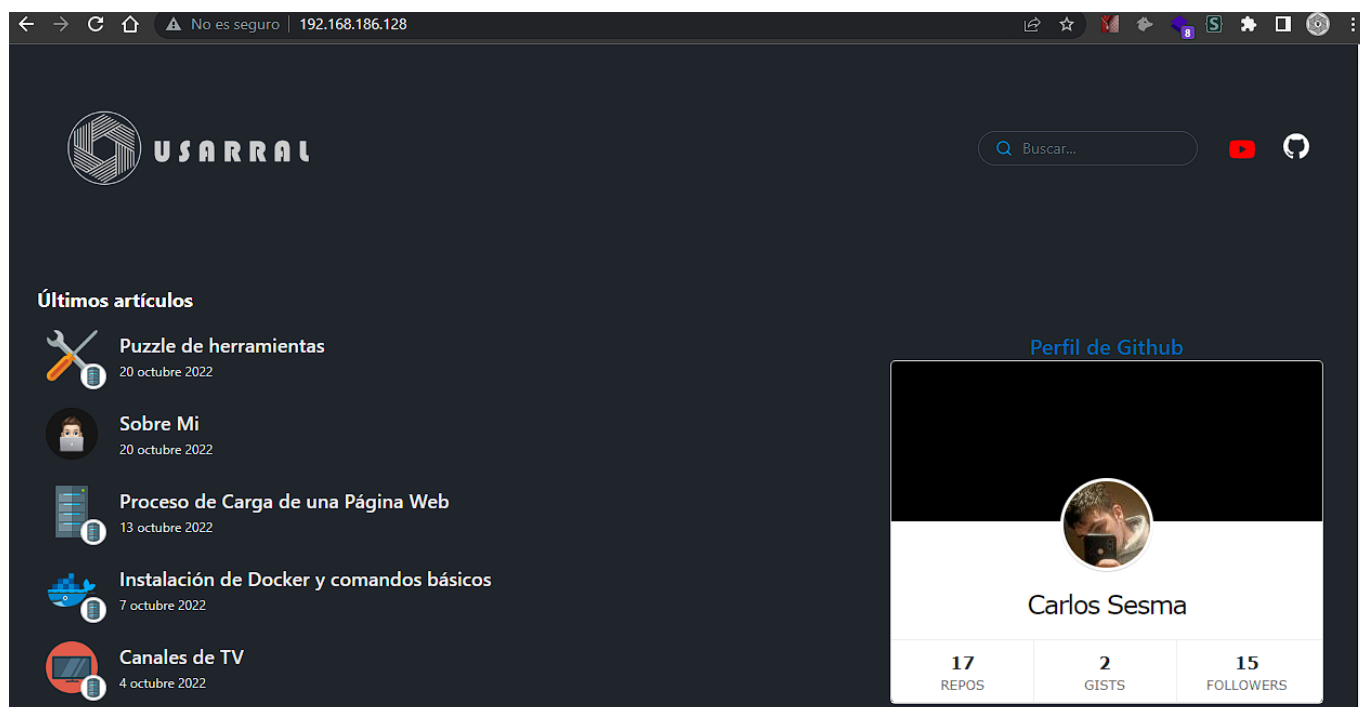 No es seguro | 192.168.186.128
8
S
USARRAL
Buscar...
Últimos artículos
Puzzle de herramientas
20 octubre 2022
Sobre Mi
20 octubre 2022
Proceso de Carga de una Página Web
13 octubre 2022
Instalación de Docker y comandos básicos
7 octubre 2022
Canales de TV
4 octubre 2022
Perfil de Github
Carlos Sesma
17 2 15
REPOS GISTS FOLLOWERS